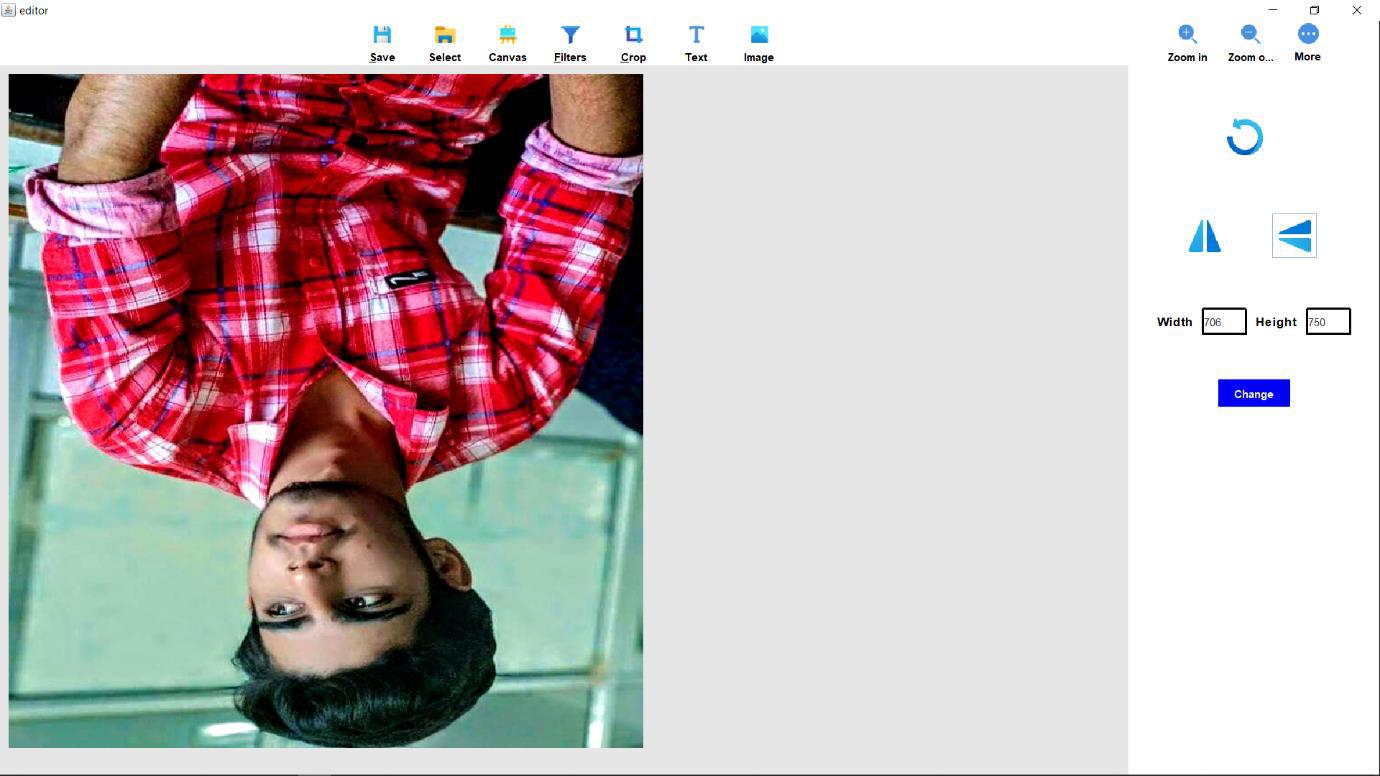 editor
Save Select Canvas Filters Crop Text Image Zoom in Zoom o... More
Width 706 Height 750
Change